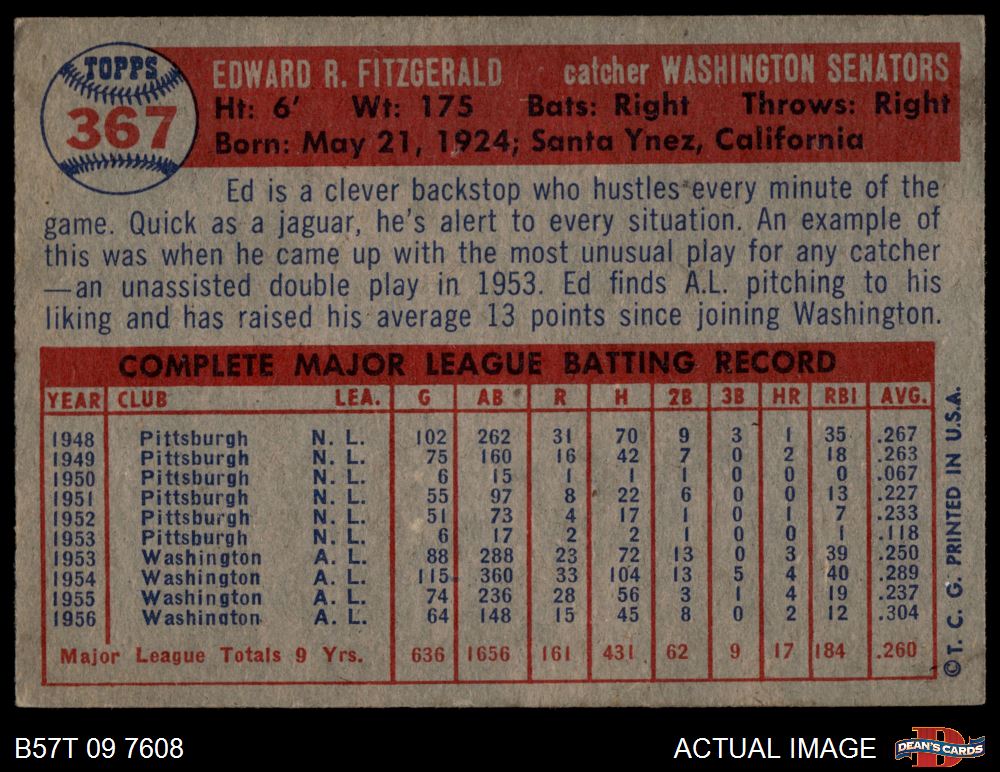 TOPPS
367
EDWARD R. FITZGERALD catcher WASHINGTON SENATORS
Ht: 6' Wt: 175 Bats: Right Throws: Right
Born: May 21, 1924; Santa Ynez, California
Ed is a clever backstop who hustles every minute of the
game. Quick as a jaguar, he's alert to every situation. An example of
this was when he came up with the most unusual play for any catcher
—an unassisted double play in 1953. Ed finds A.L. pitching to his
liking and has raised his average 13 points since joining Washington.
COMPLETE MAJOR LEAGUE BATTING RECORD
YEAR CLUB LEA. G AB R H 2B 3B HR RBI AVG.
1948 Pittsburgh N. L. 102 262 31 70 9 3 1 35 .267
1949 Pittsburgh N. L. 75 160 16 42 7 0 2 18 .263
1950 Pittsburgh N. L. 6 15 1 1 1 0 0 0 .067
1951 Pittsburgh N. L. 55 97 8 22 6 0 0 13 .227
1952 Pittsburgh N. L. 51 73 4 17 1 0 1 7 .233
1953 Pittsburgh N. L. 6 17 2 2 1 0 0 1 .118
1953 Washington A. L. 88 288 23 72 13 0 3 39 .250
1954 Washington A. L. 115 360 33 104 13 5 4 40 .289
1955 Washington A. L. 74 236 28 56 3 1 4 19 .237
1956 Washington A. L. 64 148 15 45 8 0 2 12 .304
Major League Totals 9 Yrs. 636 1656 161 431 62 9 17 184 .260
©T. C. G. PRINTED IN U.S.A.
B57T 09 7608
ACTUAL IMAGE
DEAN'S CARDS